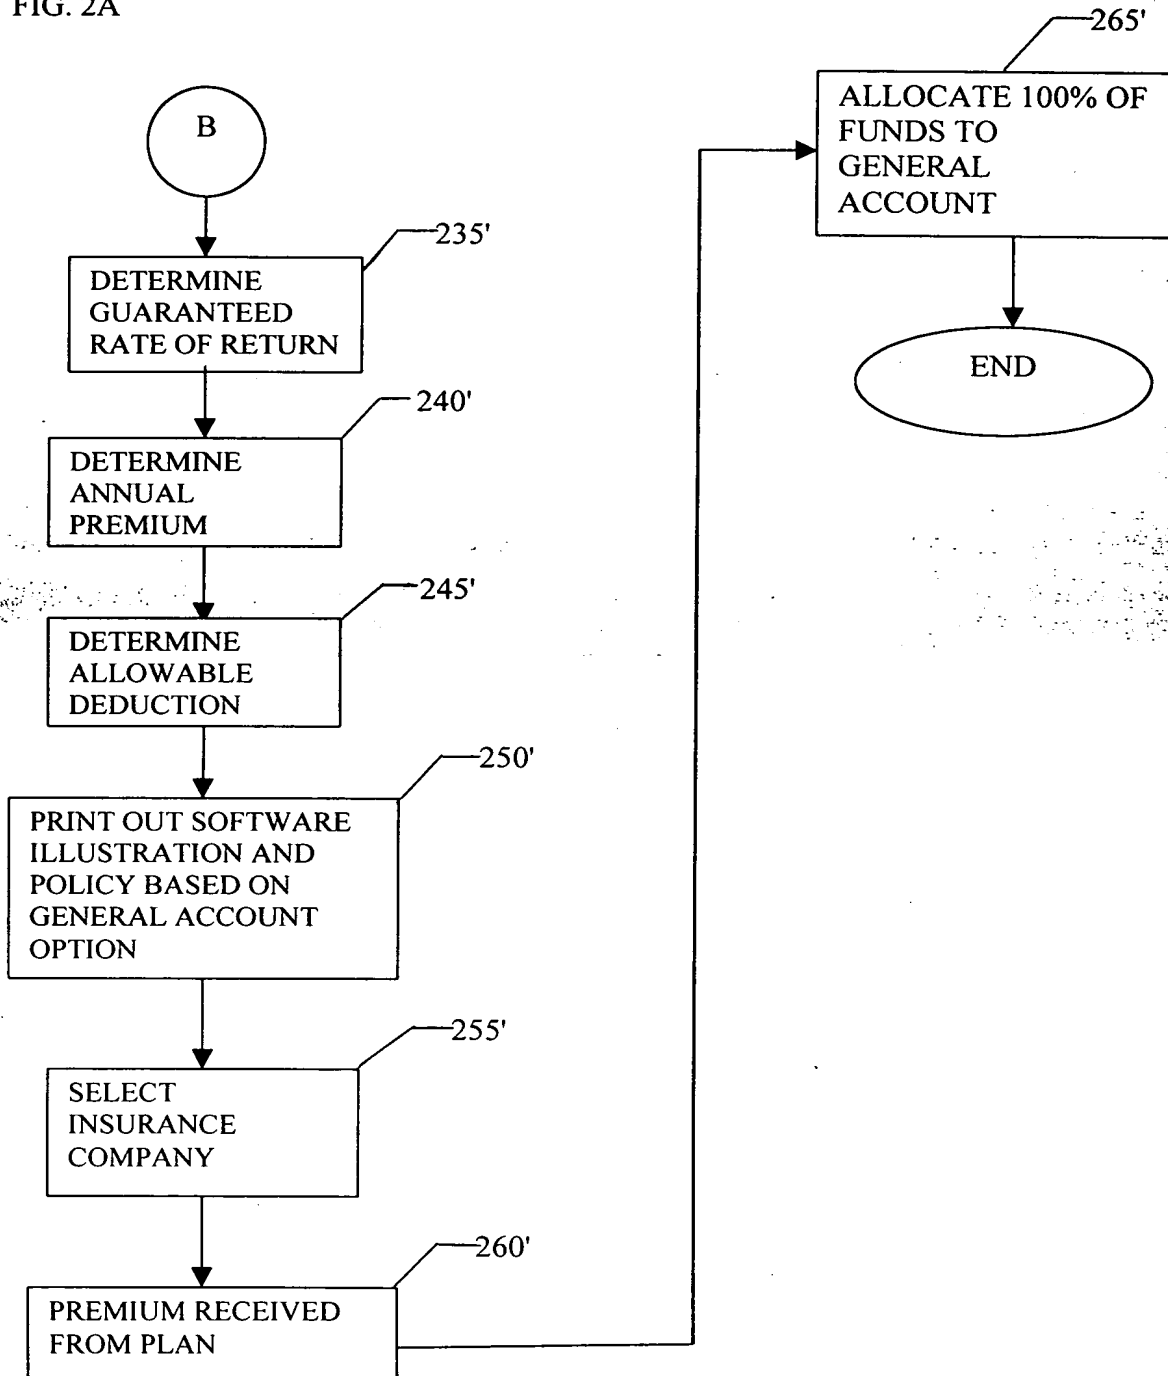 FIG. 2A
B
235'
DETERMINE
GUARANTEED
RATE OF RETURN
240'
DETERMINE
ANNUAL
PREMIUM
245'
DETERMINE
ALLOWABLE
DEDUCTION
250'
PRINT OUT SOFTWARE
ILLUSTRATION AND
POLICY BASED ON
GENERAL ACCOUNT
OPTION
255'
SELECT
INSURANCE
COMPANY
260'
PREMIUM RECEIVED
FROM PLAN
265'
ALLOCATE 100% OF
FUNDS TO
GENERAL
ACCOUNT
END